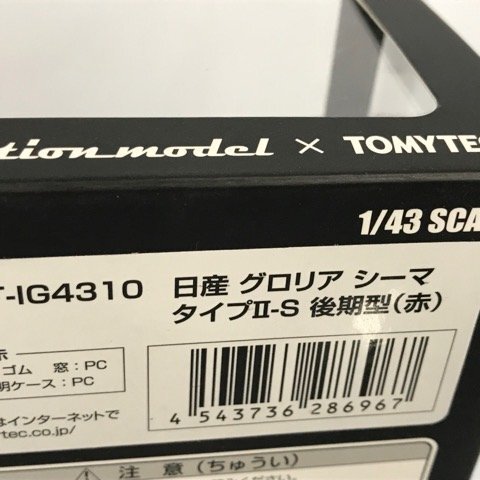 tion model × TOMYTEC
1/43 SCA
T-IG4310 日産 グロリア シーマ
タイプII-S 後期型(赤)
示
ゴム 窓:PC
明ケース:PC
はインターネットで
tec.co.jp/
4 543736 286967
注 意(ちゅうい)